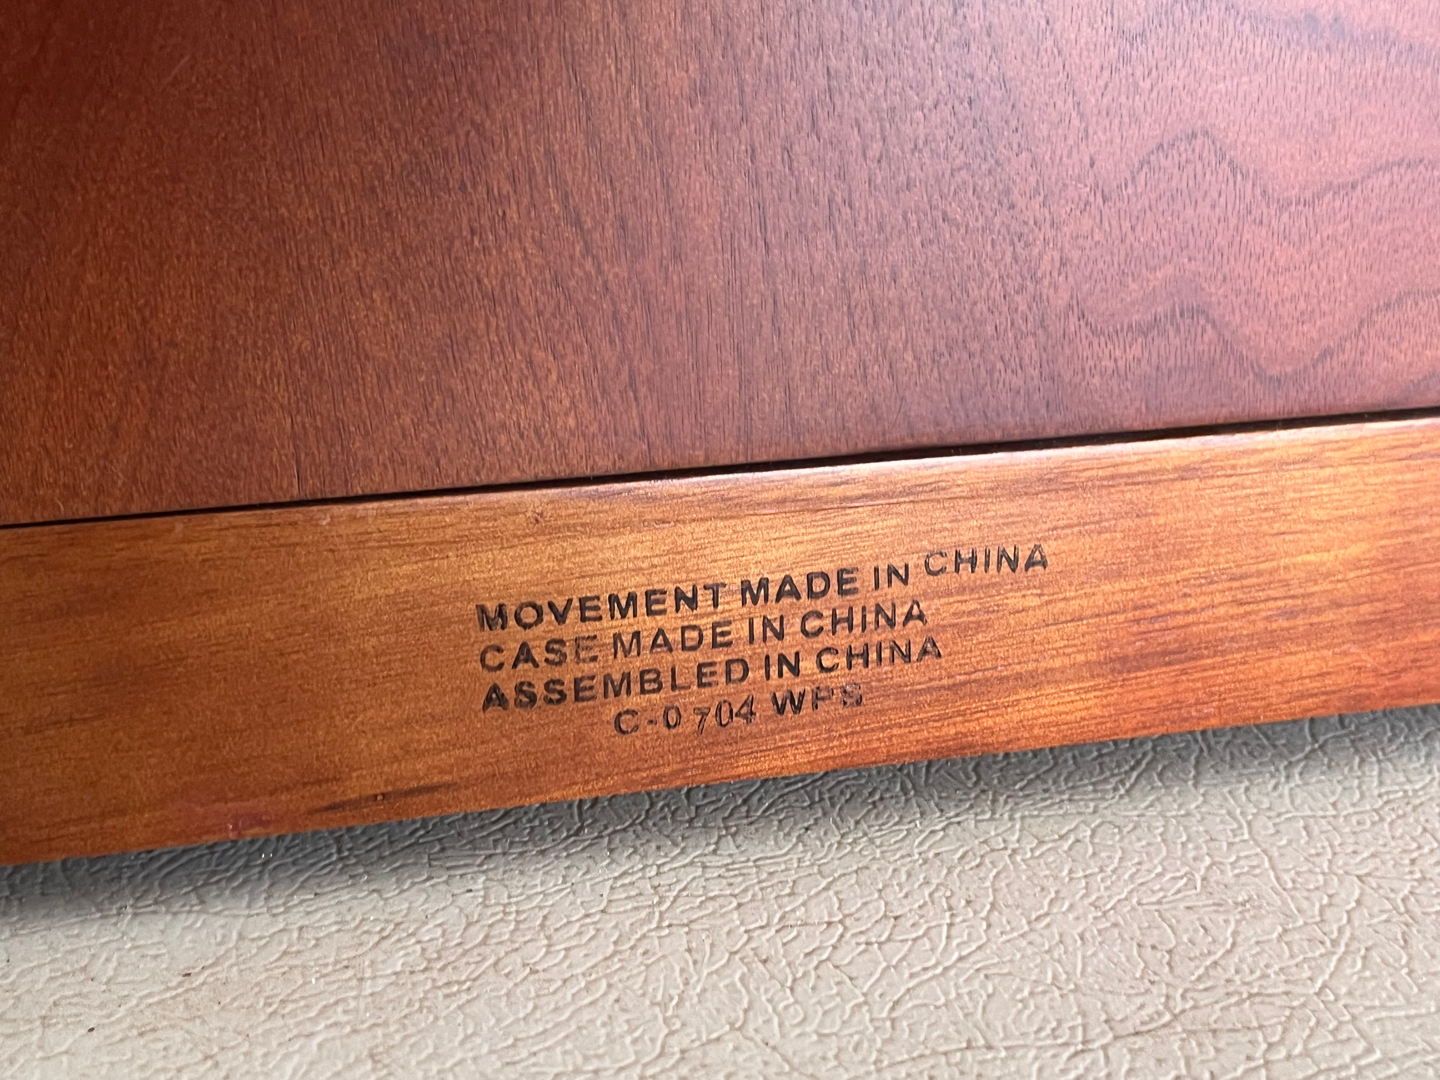 MOVEMENT MADE IN CHINA
CASE MADE IN CHINA
ASSEMBLED IN CHINA
C-0704 WPS